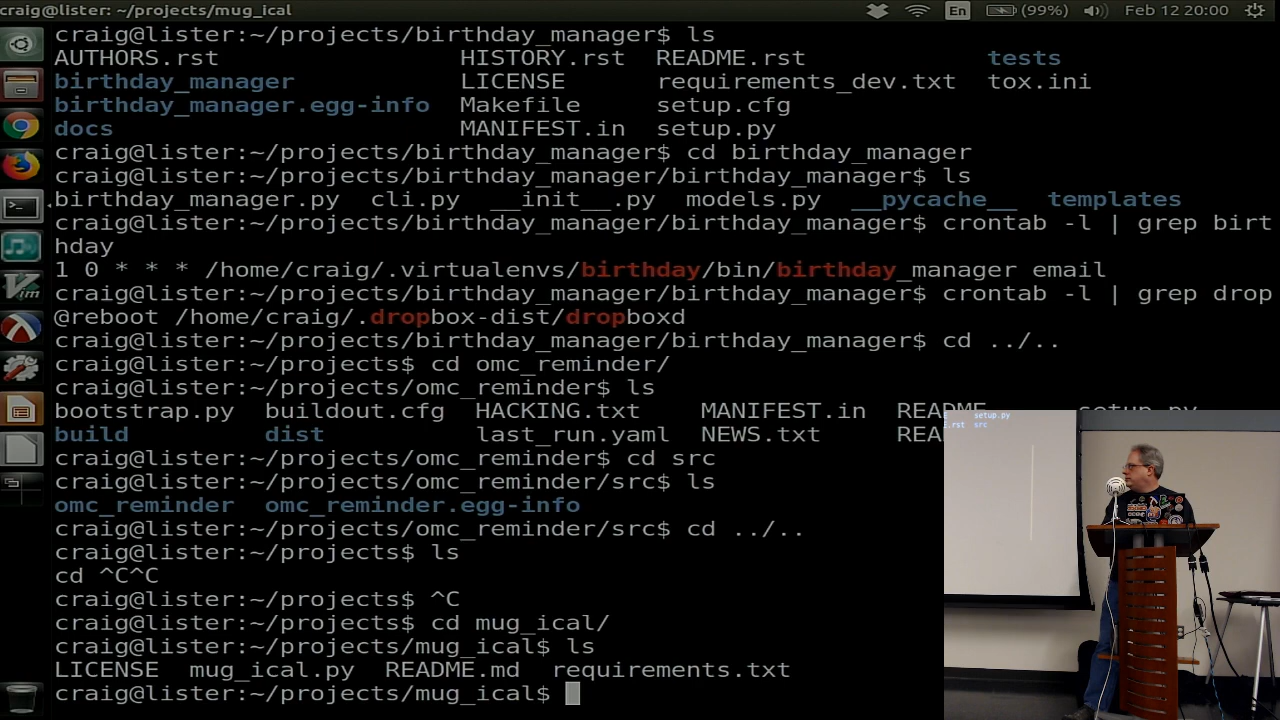 craig@lister: ~/projects/mug_ical En (99%) Feb 12 20:00
craig@lister:~/projects/birthday_manager$ ls
AUTHORS.rst HISTORY.rst README.rst tests
birthday_manager LICENSE requirements_dev.txt tox.ini
birthday_manager.egg-info Makefile setup.cfg
docs MANIFEST.in setup.py
craig@lister:~/projects/birthday_manager$ cd birthday_manager
craig@lister:~/projects/birthday_manager/birthday_manager$ ls
birthday_manager.py cli.py __init__.py models.py __pycache__ templates
craig@lister:~/projects/birthday_manager/birthday_manager$ crontab -l | grep birt
hday
1 0 * * * /home/craig/.virtualenvs/birthday/bin/birthday_manager email
craig@lister:~/projects/birthday_manager/birthday_manager$ crontab -l | grep drop
@reboot /home/craig/.dropbox-dist/dropboxd
craig@lister:~/projects/birthday_manager/birthday_manager$ cd ../..
craig@lister:~/projects$ cd omc_reminder/
craig@lister:~/projects/omc_reminder$ ls
bootstrap.py buildout.cfg HACKING.txt MANIFEST.in README setup.py
build dist last_run.yaml NEWS.txt REA
craig@lister:~/projects/omc_reminder$ cd src
craig@lister:~/projects/omc_reminder/src$ ls
omc_reminder omc_reminder.egg-info
craig@lister:~/projects/omc_reminder/src$ cd ../..
craig@lister:~/projects$ ls
cd ^C^C
craig@lister:~/projects$ ^C
craig@lister:~/projects$ cd mug_ical/
craig@lister:~/projects/mug_ical$ ls
LICENSE mug_ical.py README.md requirements.txt
craig@lister:~/projects/mug_ical$
setup.py
.rst src